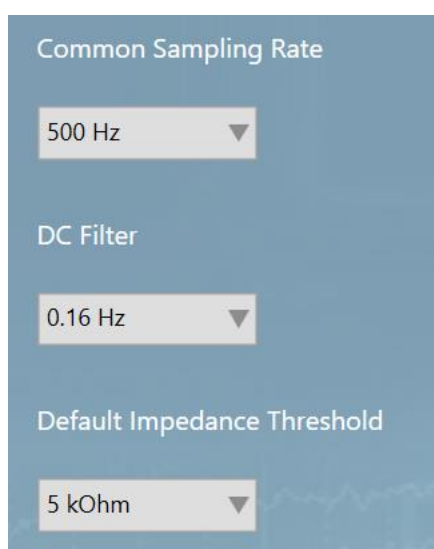 Common Sampling Rate
500 Hz
DC Filter
0.16 Hz
Default Impedance Threshold
5 kOhm